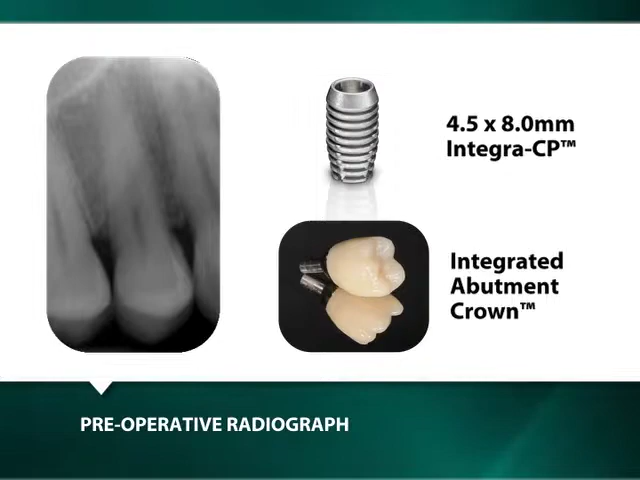 4.5 x 8.0mm
Integra-CP™
Integrated
Abutment
Crown™
PRE-OPERATIVE RADIOGRAPH